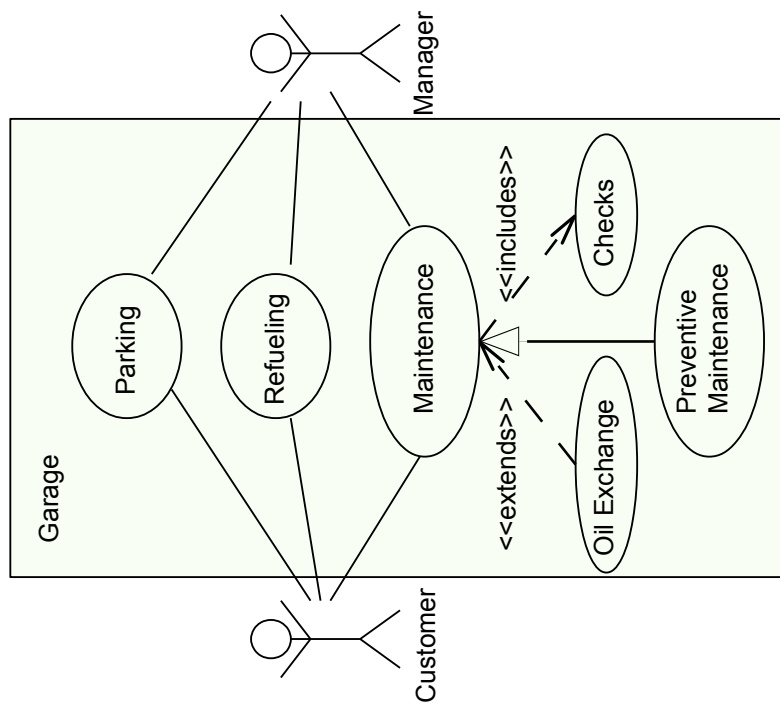 Garage
Parking
Refueling
Maintenance
<<extends>>
<<includes>>
Oil Exchange
Checks
Preventive
Maintenance
Customer
Manager